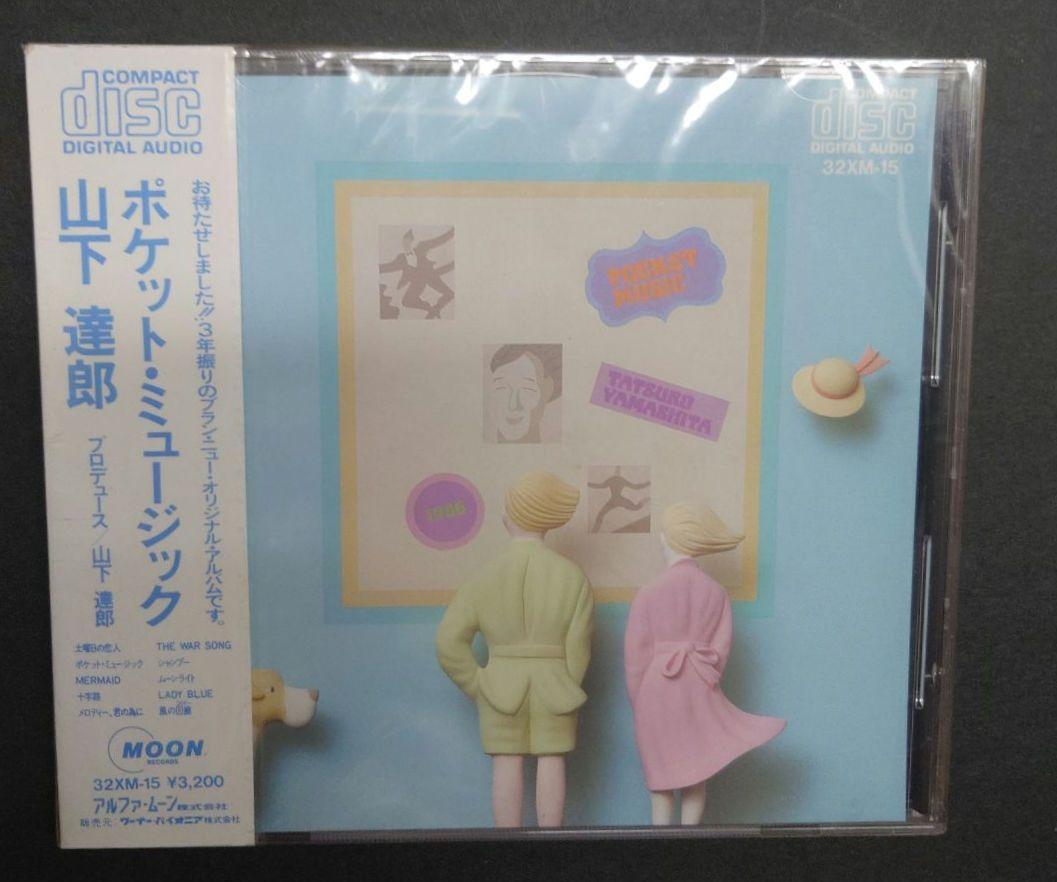 COMPACT
disc
DIGITAL AUDIO
お待たせしました!!3年振りのブラン・ニュー・オリジナル・アルバムです。
ポケット・ミュージック
山下 達郎
プロデュース/山下 達郎
土曜日の恋人
ポケット・ミュージック
MERMAID
十字路
メロディー、君の為に
THE WAR SONG
シャンプー
ムーンライト
LADY BLUE
風の回廊
MOON
RECORDS
32XM-15 ¥3,200
アルファ・ムーン株式会社
販売元:ワーナー・パイオニア株式会社
COMPACT
disc
DIGITAL AUDIO
32XM-15
POCKET
MUSIC
TATSURO
YAMASHITA
1986